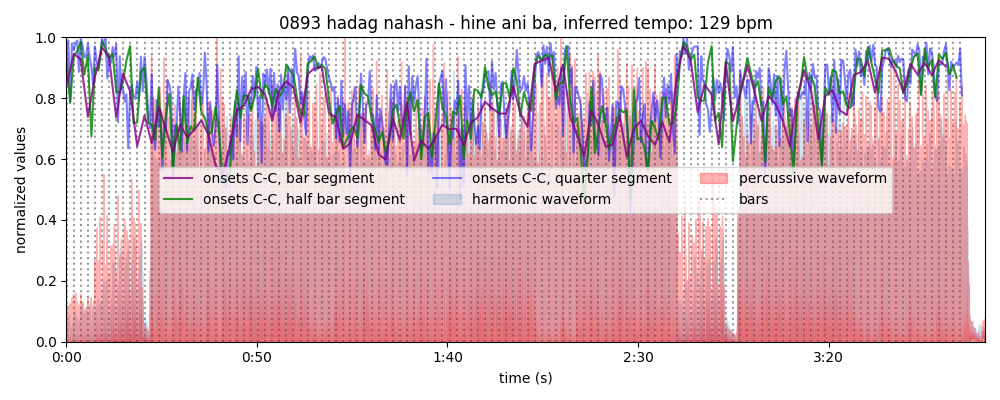 0893 hadag nahash - hine ani ba, inferred tempo: 129 bpm
normalized values
1.0
0.8
0.6
0.4
0.2
0.0
onsets C-C, bar segment
onsets C-C, half bar segment
onsets C-C, quarter segment
harmonic waveform
percussive waveform
bars
0:00 0:50 1:40 2:30 3:20
time (s)